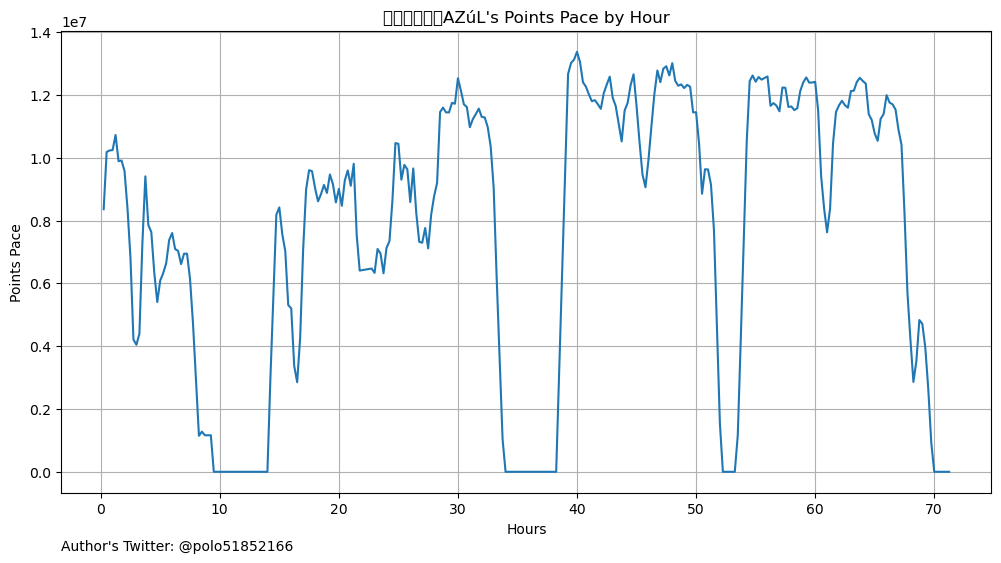 AZúL's Points Pace by Hour
1e7
1.4
1.2
1.0
0.8
0.6
0.4
0.2
0.0
Points Pace
0 10 20 30 40 50 60 70
Hours
Author's Twitter: @polo51852166